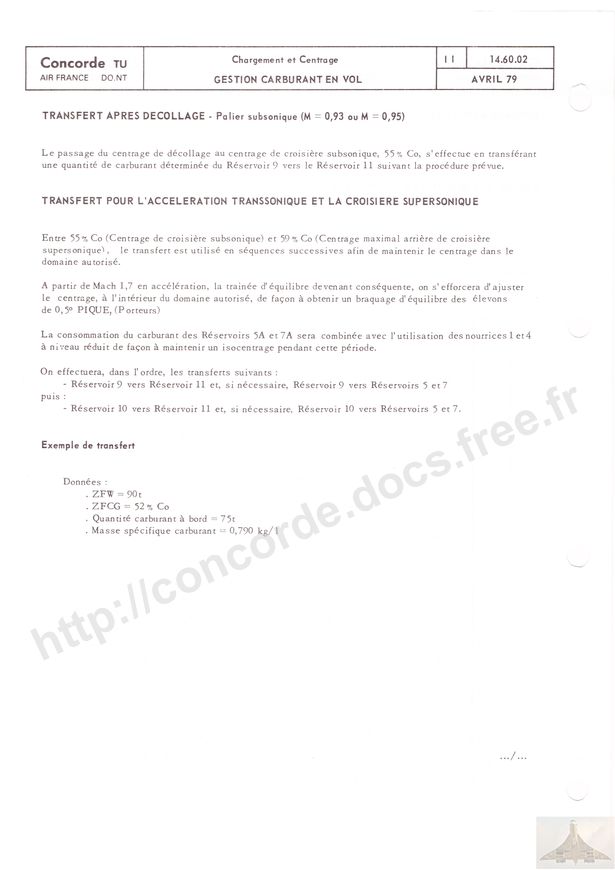 Concorde TU
AIR FRANCE DO.NT
Chargement et Centrage
GESTION CARBURANT EN VOL
11
14.60.02
AVRIL 79
TRANSFERT APRES DECOLLAGE - Palier subsonique (M = 0,93 ou M = 0,95)
Le passage du centrage de décollage au centrage de croisière subsonique, 55 % Co, s'effectue en transférant
une quantité de carburant déterminée du Réservoir 9 vers le Réservoir 11 suivant la procédure prévue.
TRANSFERT POUR L'ACCELERATION TRANSSONIQUE ET LA CROISIERE SUPERSONIQUE
Entre 55 % Co (Centrage de croisière subsonique) et 59 % Co (Centrage maximal arrière de croisière
supersonique), le transfert est utilisé en séquences successives afin de maintenir le centrage dans le
domaine autorisé.
A partir de Mach 1,7 en accélération, la trainée d'équilibre devenant conséquente, on s'efforcera d'ajuster
le centrage, à l'intérieur du domaine autorisé, de façon à obtenir un braquage d'équilibre des élevons
de 0,5° PIQUE, (Porteurs)
La consommation du carburant des Réservoirs 5A et 7A sera combinée avec l'utilisation des nourrices 1 et 4
à niveau réduit de façon à maintenir un isocentrage pendant cette période.
On effectuera, dans l'ordre, les transferts suivants :
- Réservoir 9 vers Réservoir 11 et, si nécessaire, Réservoir 9 vers Réservoirs 5 et 7
puis :
- Réservoir 10 vers Réservoir 11 et, si nécessaire, Réservoir 10 vers Réservoirs 5 et 7.
Exemple de transfert
Données :
. ZFW = 90t
. ZFCG = 52 % Co
. Quantité carburant à bord = 75t
. Masse spécifique carburant = 0,790 kg/l
http://concorde.docs.free.fr
.../...